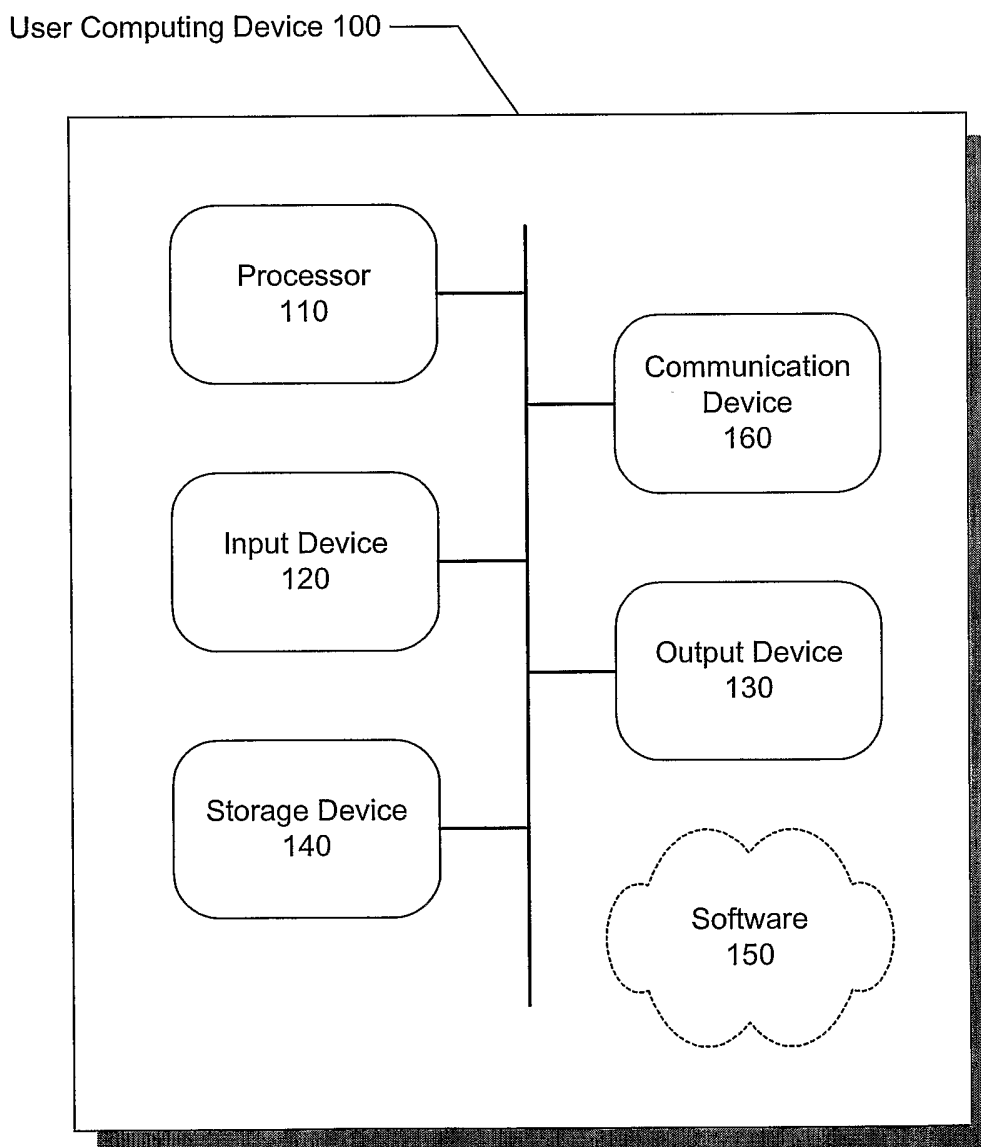 User Computing Device 100
Processor
110
Communication
Device
160
Input Device
120
Output Device
130
Storage Device
140
Software
150